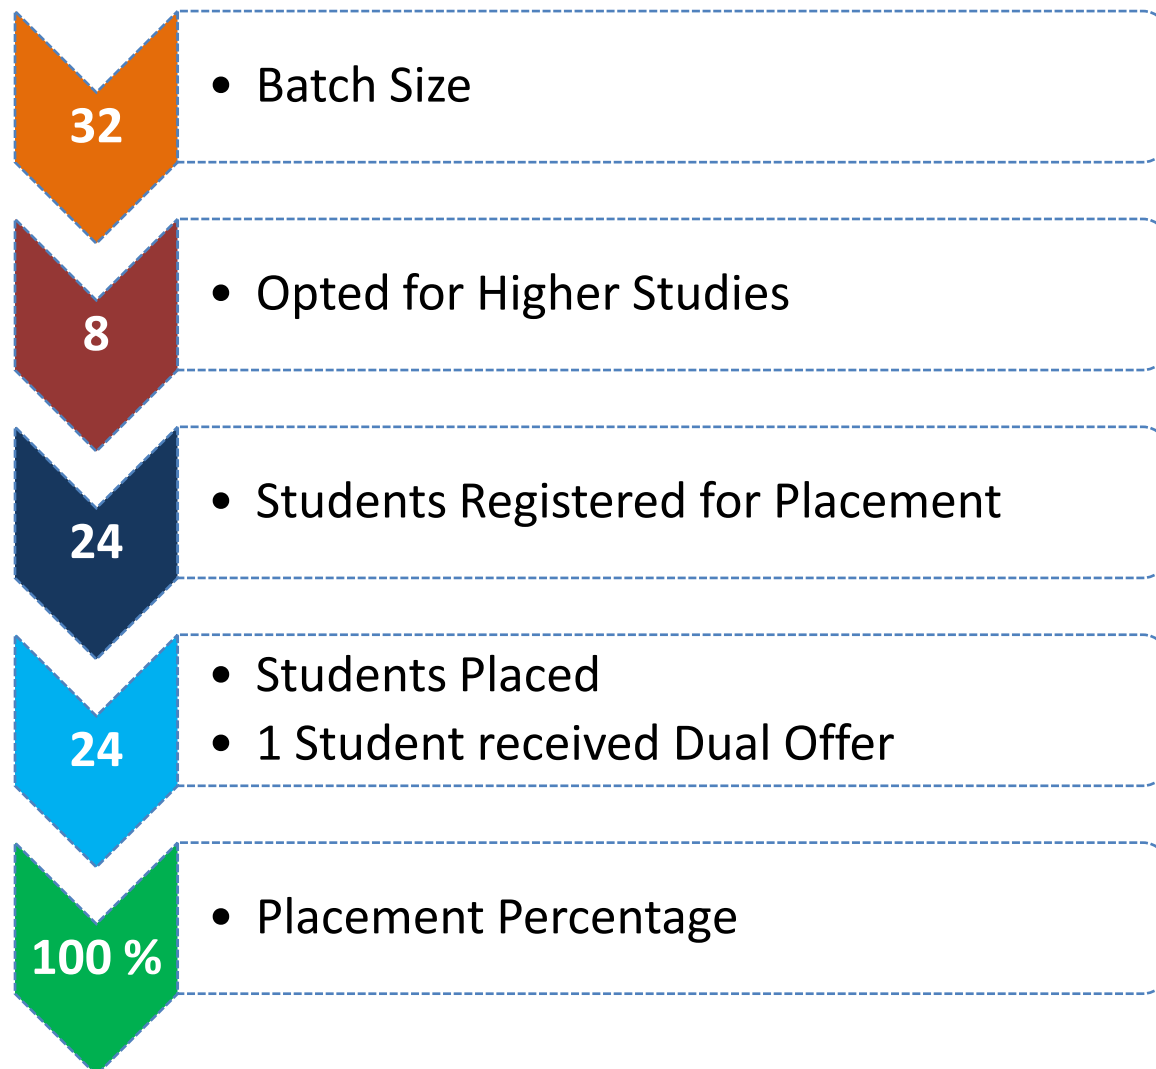 32
• Batch Size
8
• Opted for Higher Studies
24
• Students Registered for Placement
24
• Students Placed
• 1 Student received Dual Offer
100 %
• Placement Percentage